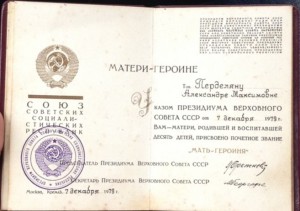 СОЮЗ
СОВЕТСКИХ
СОЦИАЛИ-
СТИЧЕСКИХ
РЕСПУБЛИК
МАТЕРИ-ГЕРОИНЕ
Тов. Перделяну
Александре Максимовне
УКАЗОМ ПРЕЗИДИУМА ВЕРХОВНОГО
СОВЕТА СССР от 7 декабря 1978 г.
ВАМ-МАТЕРИ, РОДИВШЕЙ И ВОСПИТАВШЕЙ
ДЕСЯТЬ ДЕТЕЙ, ПРИСВОЕНО ПОЧЕТНОЕ ЗВАНИЕ
"МАТЬ-ГЕРОИНЯ"
Председатель Президиума Верховного Совета СССР
Секретарь Президиума Верховного Совета СССР
Москва, Кремль, 7 декабря 1978 г.